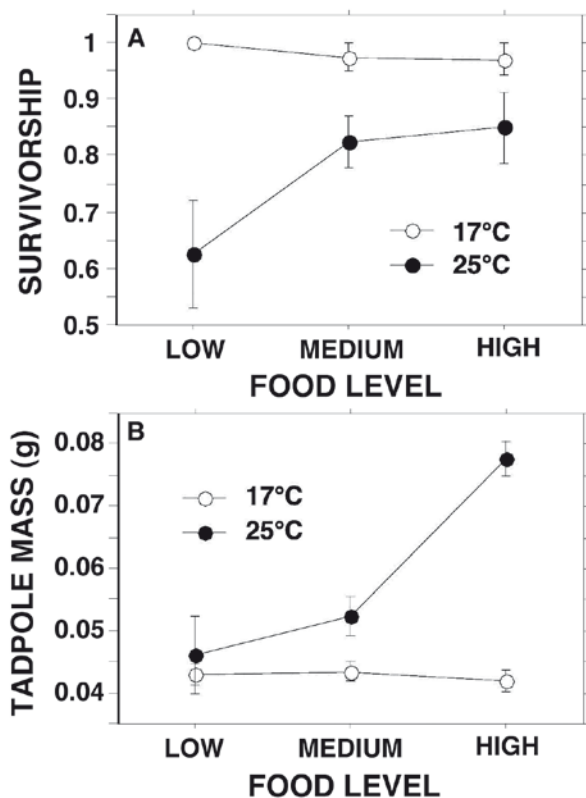 A
1
0.9
0.8
0.7
0.6
0.5
SURVIVORSHIP
17°C
25°C
LOW MEDIUM HIGH
FOOD LEVEL
B
0.08
0.07
0.06
0.05
0.04
TADPOLE MASS (g)
17°C
25°C
LOW MEDIUM HIGH
FOOD LEVEL